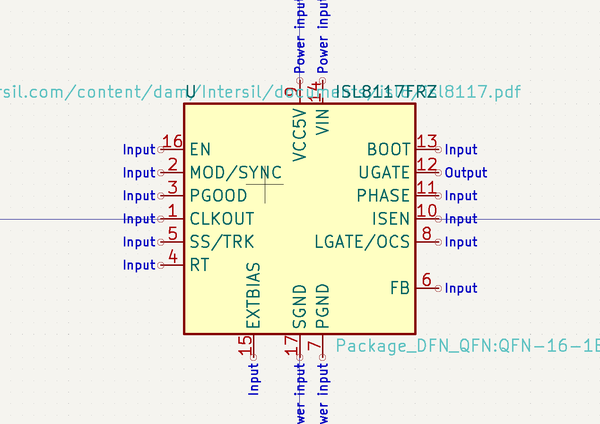 Power input
Power input
9
14
U
ISL8117FRZ
rsil.com/content/dam/Intersil/documents/isl8/isl8117.pdf
VCC5V
VIN
Input 16 EN
Input 2 MOD/SYNC
Input 3 PGOOD
Input 1 CLKOUT
Input 5 SS/TRK
Input 4 RT
BOOT 13 Input
UGATE 12 Output
PHASE 11 Input
ISEN 10 Input
LGATE/OCS 8 Input
FB 6 Input
EXTBIAS
SGND
PGND
15
17
7
Package_DFN_QFN:QFN-16-1E
Input
wer input
wer input